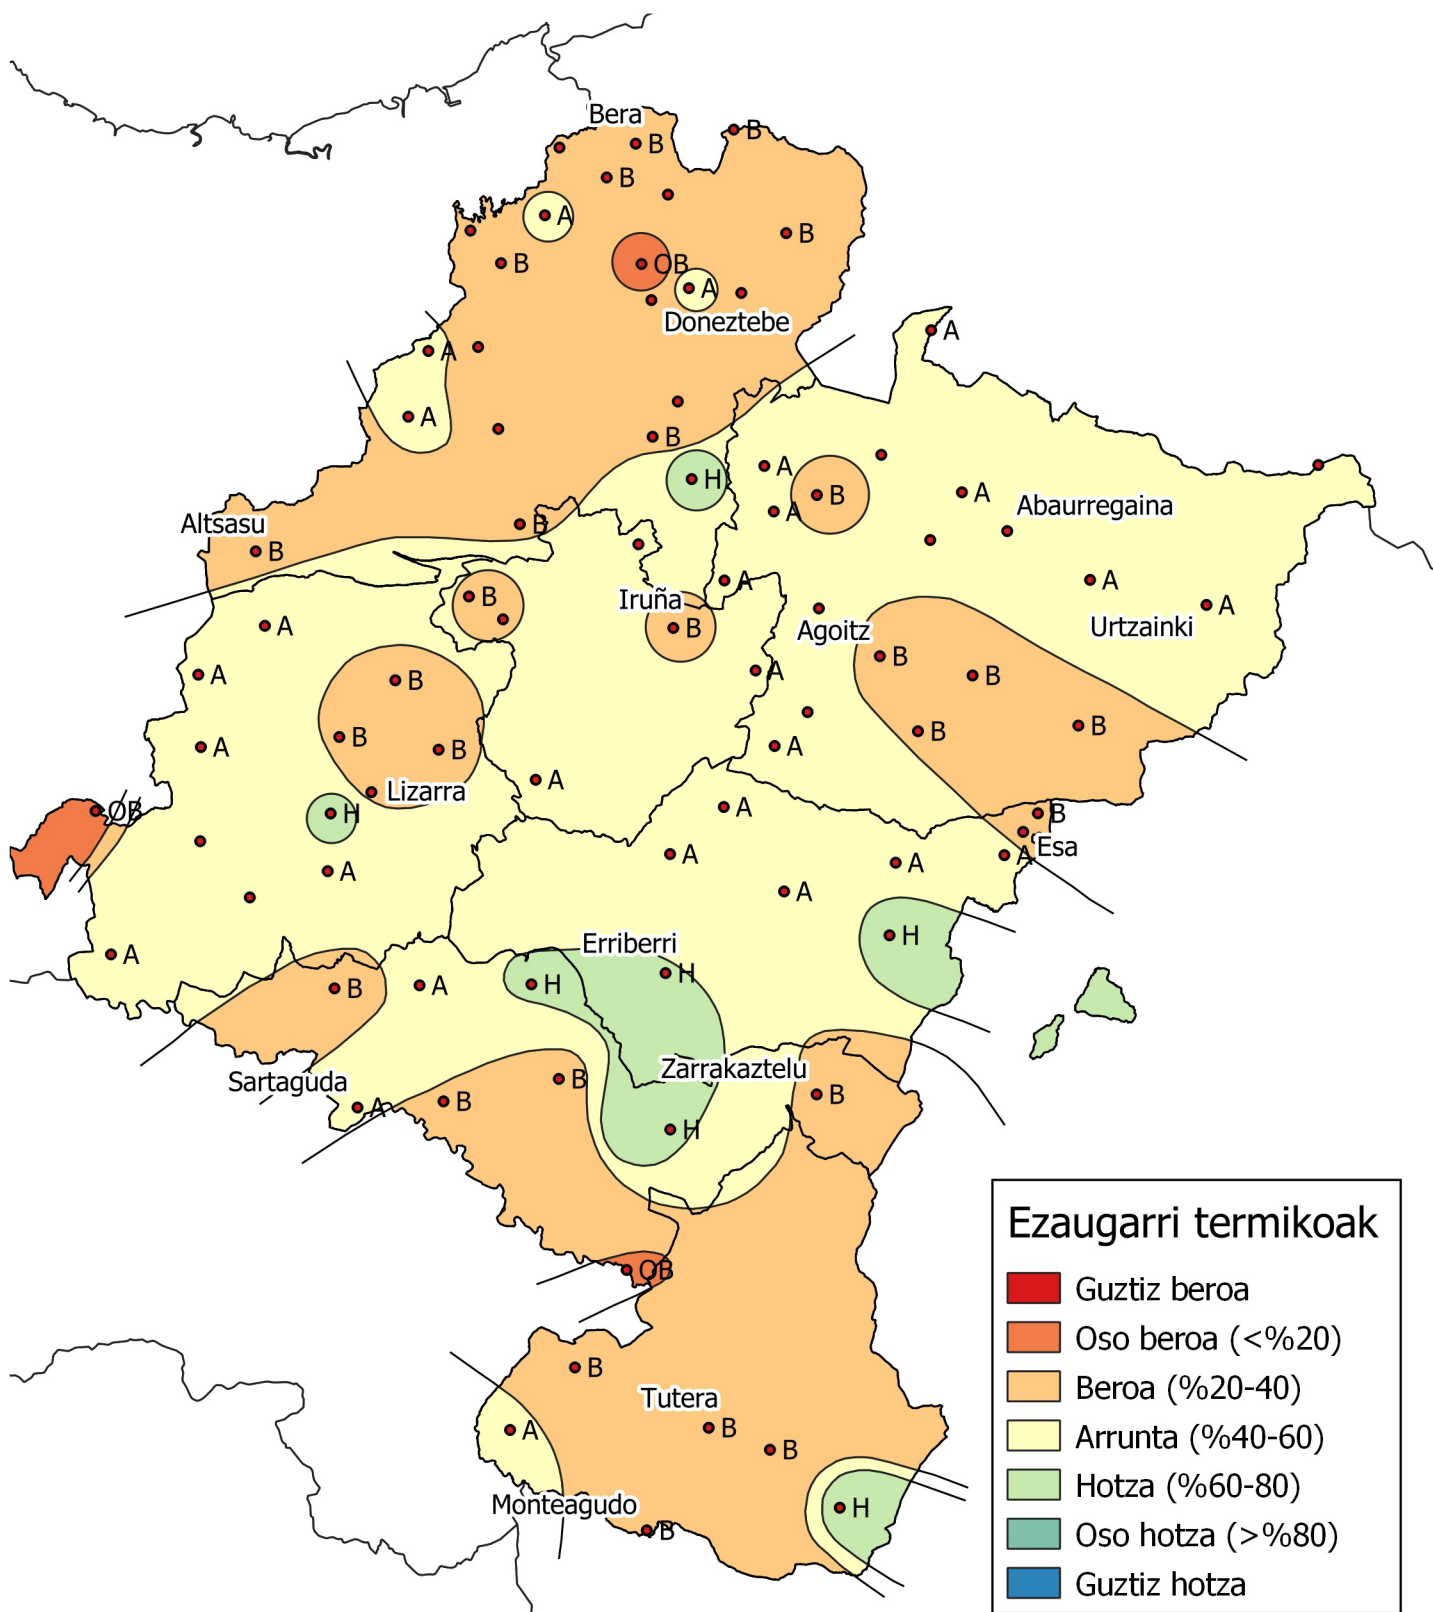 Bera
B
B
B
A
B
B
OB
A
Doneztebe
A
A
A
B
A
H
B
A
Abaurregaina
A
Altsasu
B
B
A
A
Iruña
B
A
Urtzainki
A
B
Agoitz
B
A
A
B
B
B
A
B
B
B
A
A
Lizarra
OB
H
A
B
Esa
A
A
A
A
A
H
Erriberri
A
H
H
B
A
Zarrakaztelu
Sartaguda
B
B
B
A
H
OB
B
Tutera
A
B
B
Monteagudo
H
B
Ezaugarri termikoak
Guztiz beroa
Oso beroa (<%20)
Beroa (%20-40)
Arrunta (%40-60)
Hotza (%60-80)
Oso hotza (>%80)
Guztiz hotza